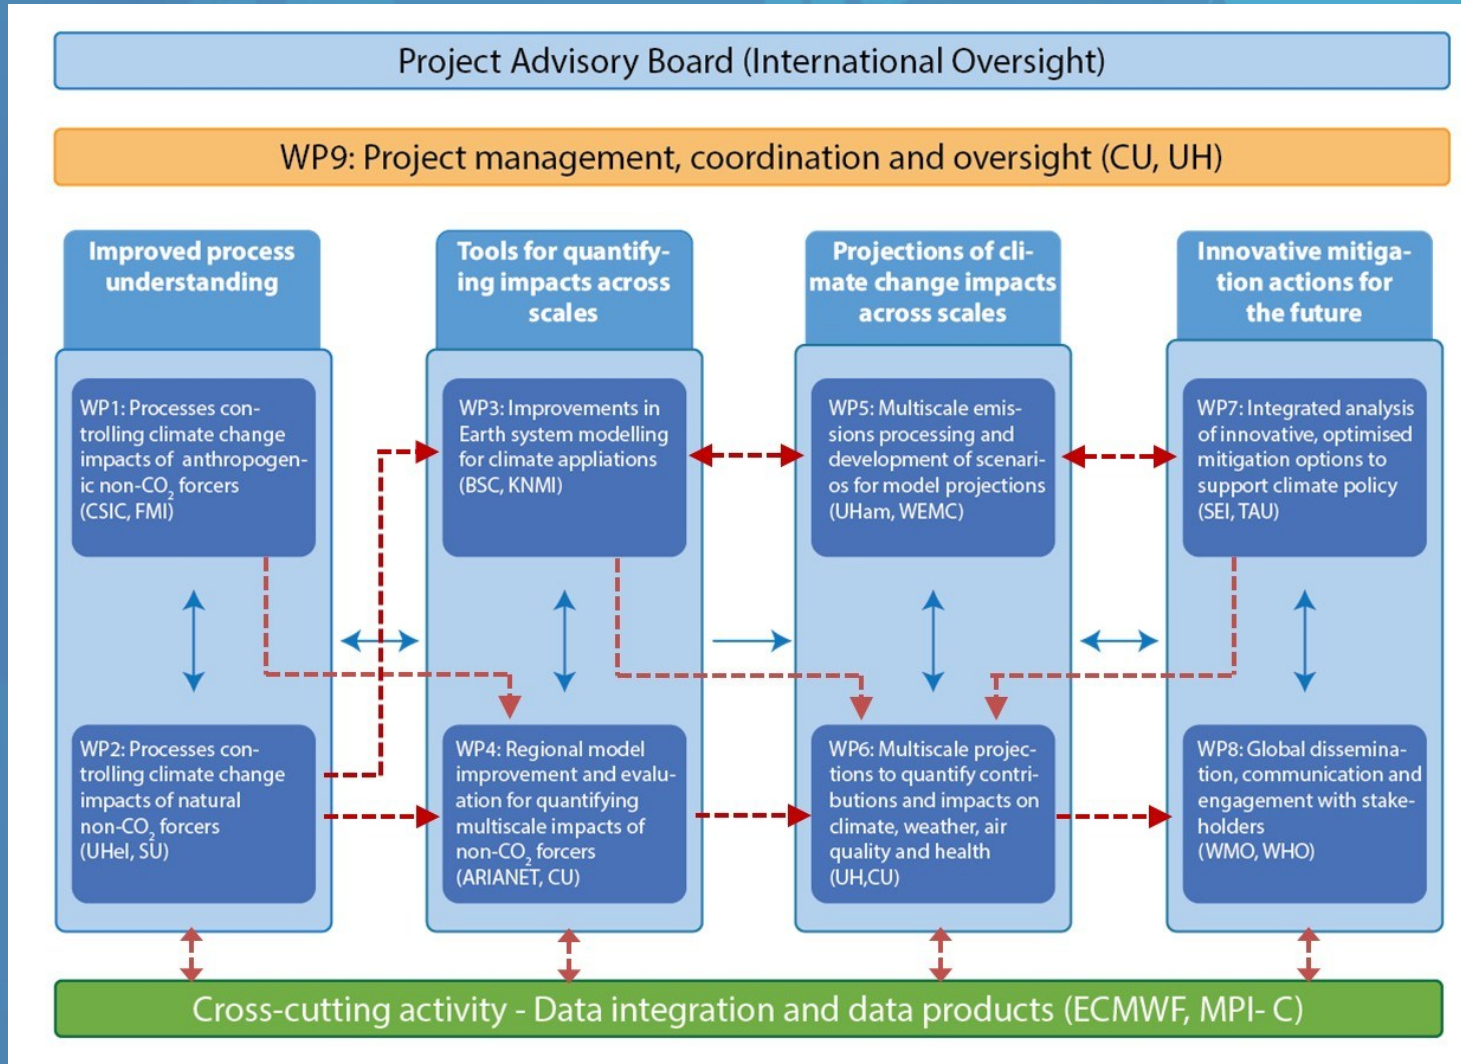 Project Advisory Board (International Oversight)
WP9: Project management, coordination and oversight (CU, UH)
Improved process
understanding
WP1: Processes con-
trolling climate change
impacts of anthropogen-
ic non-CO₂ forcers
(CSIC, FMI)
WP2: Processes con-
trolling climate change
impacts of natural
non-CO₂ forcers
(UHel, SU)
Tools for quantify-
ing impacts across
scales
WP3: Improvements in
Earth system modelling
for climate appliations
(BSC, KNMI)
WP4: Regional model
improvement and evalu-
ation for quantifying
multiscale impacts of
non-CO₂ forcers
(ARIANET, CU)
Projections of cli-
mate change impacts
across scales
WP5: Multiscale emis-
sions processing and
development of scenari-
os for model projections
(UHam, WEMC)
WP6: Multiscale projec-
tions to quantify contri-
butions and impacts on
climate, weather, air
quality and health
(UH,CU)
Innovative mitiga-
tion actions for
the future
WP7: Integrated analysis
of innovative, optimised
mitigation options to
support climate policy
(SEI, TAU)
WP8: Global dissemina-
tion, communication and
engagement with stake-
holders
(WMO, WHO)
Cross-cutting activity - Data integration and data products (ECMWF, MPI- C)